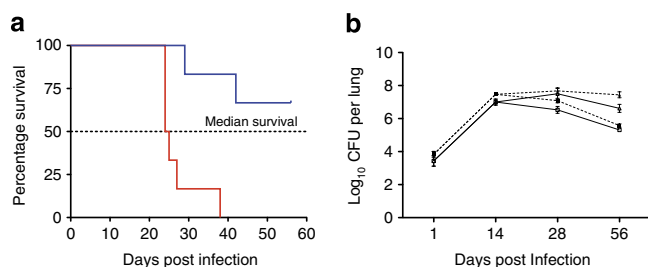 a
100
75
50
25
0
Percentage survival
Median survival
0 10 20 30 40 50 60
Days post infection
b
10
8
6
4
2
0
Log10 CFU per lung
1 14 28 56
Days post Infection